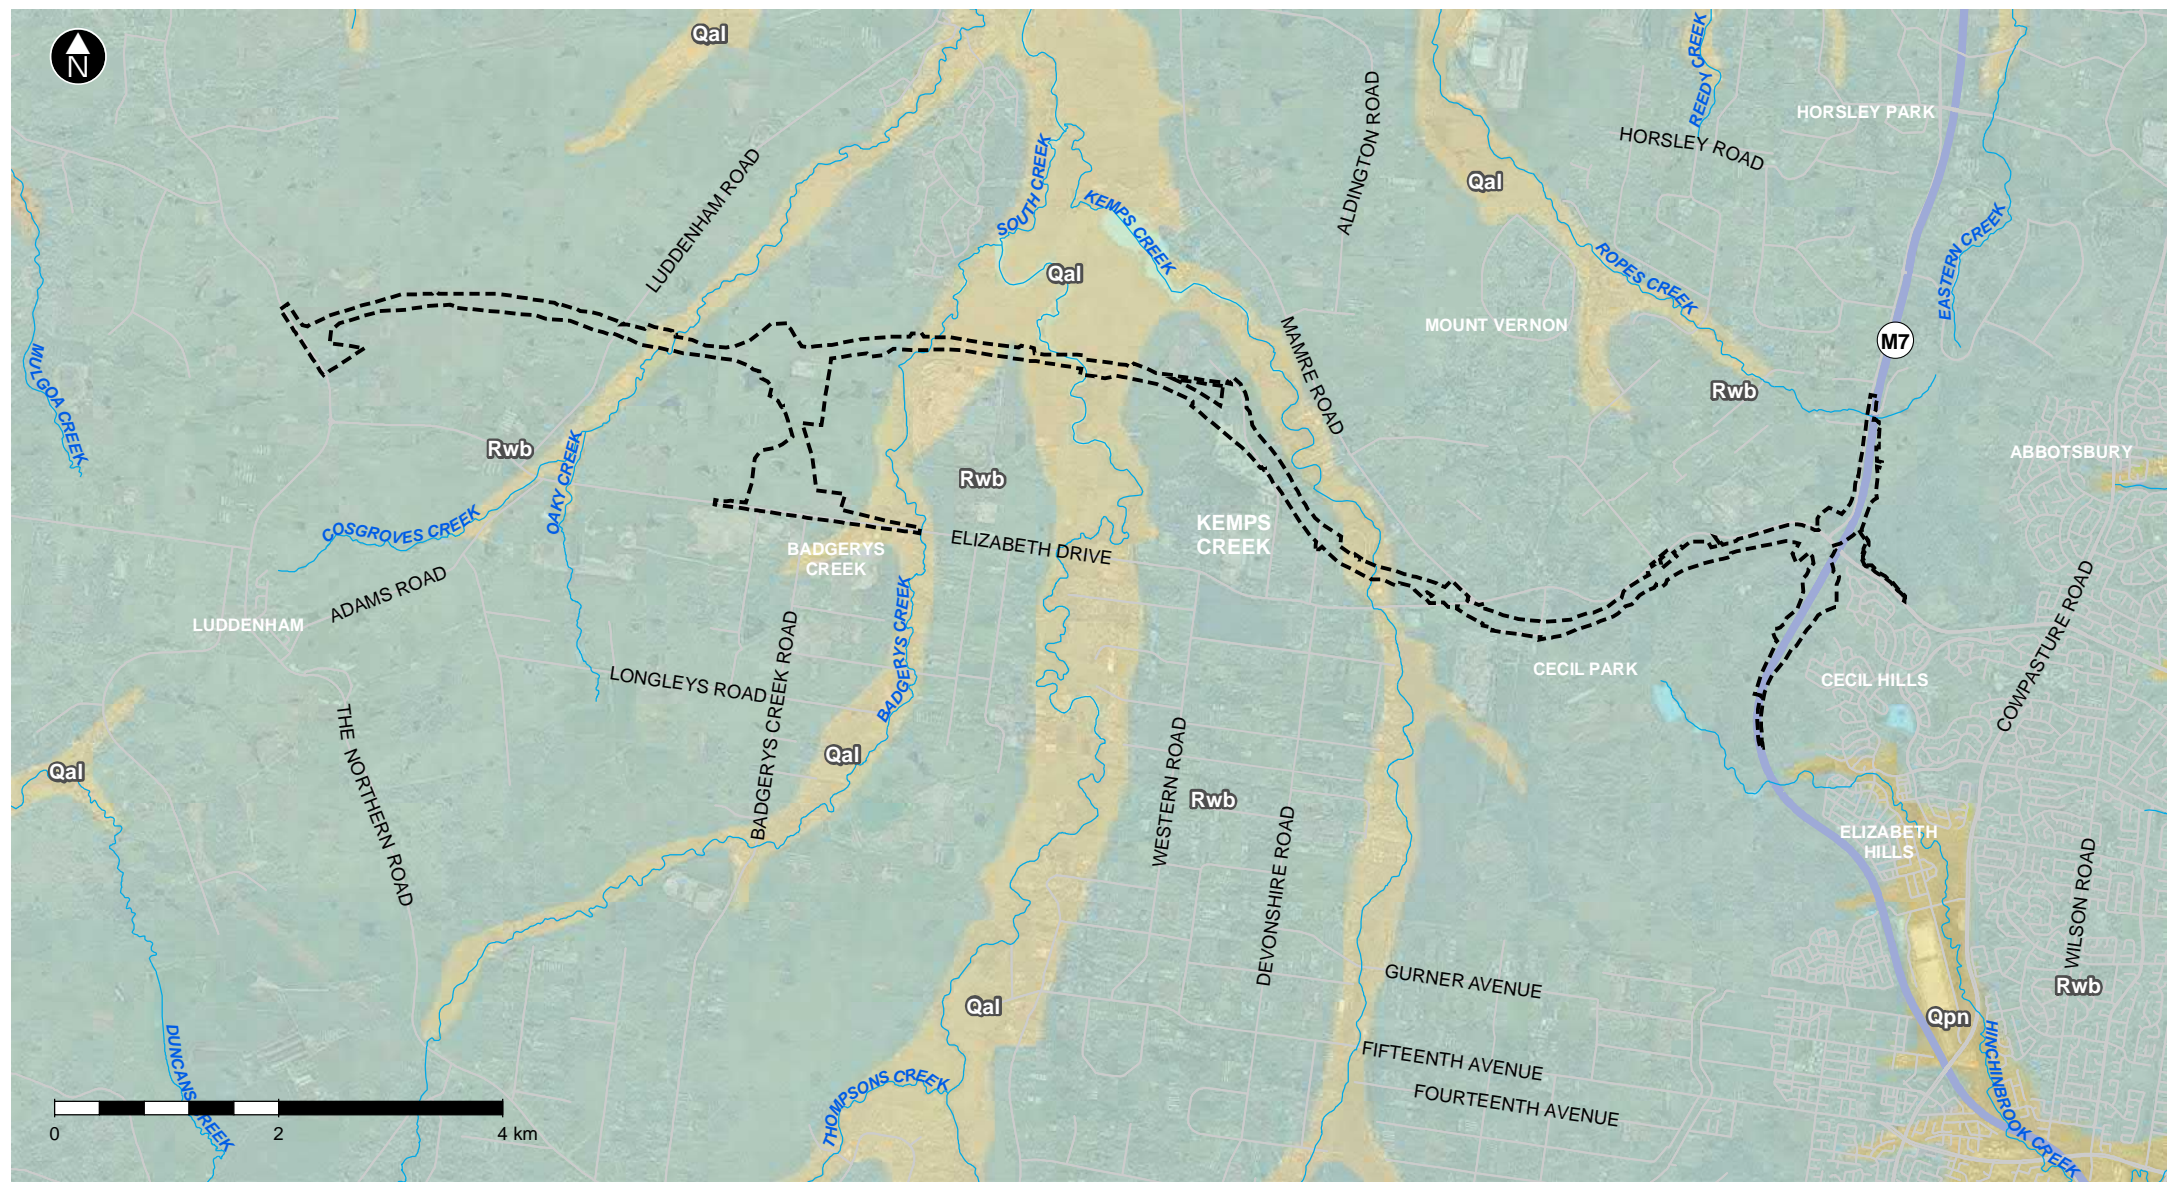 N
Qal
REEDY CREEK
HORSLEY PARK
HORSLEY ROAD
ALDINGTON ROAD
LUDDENHAM ROAD
SOUTH CREEK
KEMPS CREEK
Qal
Qal
ROPES CREEK
EASTERN CREEK
MOUNT VERNON
M7
MAMRE ROAD
MULGOA CREEK
Rwb
Rwb
ABBOTSBURY
Rwb
OAKY CREEK
COSGROVES CREEK
KEMPS
CREEK
ELIZABETH DRIVE
BADGERYS
CREEK
ADAMS ROAD
LUDDENHAM
BADGERYS CREEK
LONGLEYS ROAD
BADGERYS CREEK ROAD
CECIL PARK
CECIL HILLS
COWPASTURE ROAD
THE NORTHERN ROAD
Qal
Qal
WESTERN ROAD
Rwb
DEVONSHIRE ROAD
ELIZABETH
HILLS
WILSON ROAD
GURNER AVENUE
Rwb
Qal
Qpn
DUNCANS CREEK
FIFTEENTH AVENUE
FOURTEENTH AVENUE
THOMPSONS CREEK
HINCHINBROOK CREEK
0 2 4 km